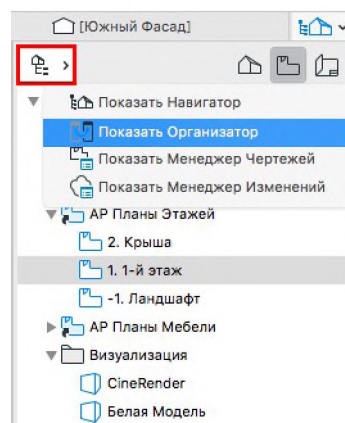 [Южный Фасад]
Показать Навигатор
Показать Организатор
Показать Менеджер Чертежей
Показать Менеджер Изменений
АР Планы Этажей
2. Крыша
1. 1-й этаж
-1. Ландшафт
АР Планы Мебели
Визуализация
CineRender
Белая Модель